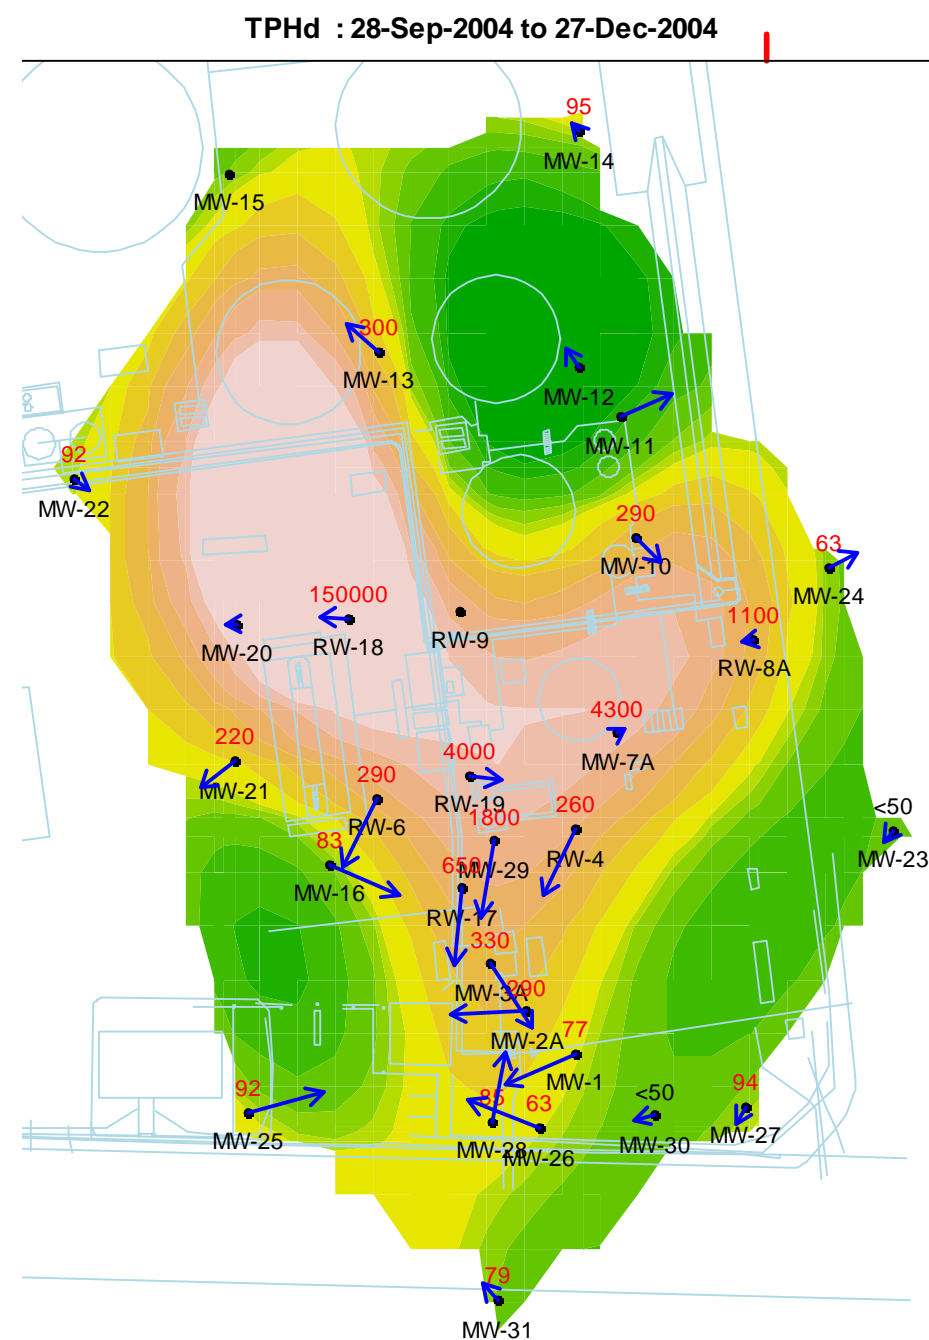 TPHd : 28-Sep-2004 to 27-Dec-2004
95
MW-14
MW-15
300
MW-13
MW-12
MW-11
92
MW-22
290
MW-10
63
MW-24
150000
RW-18
RW-9
MW-20
1100
RW-8A
4300
MW-7A
220
MW-21
4000
RW-19
290
RW-6
1800
MW-29
260
RW-4
<50
MW-23
83
MW-16
650
RW-17
330
MW-3A
290
MW-2A
77
MW-1
92
MW-25
85
MW-28
63
MW-26
<50
MW-30
94
MW-27
79
MW-31